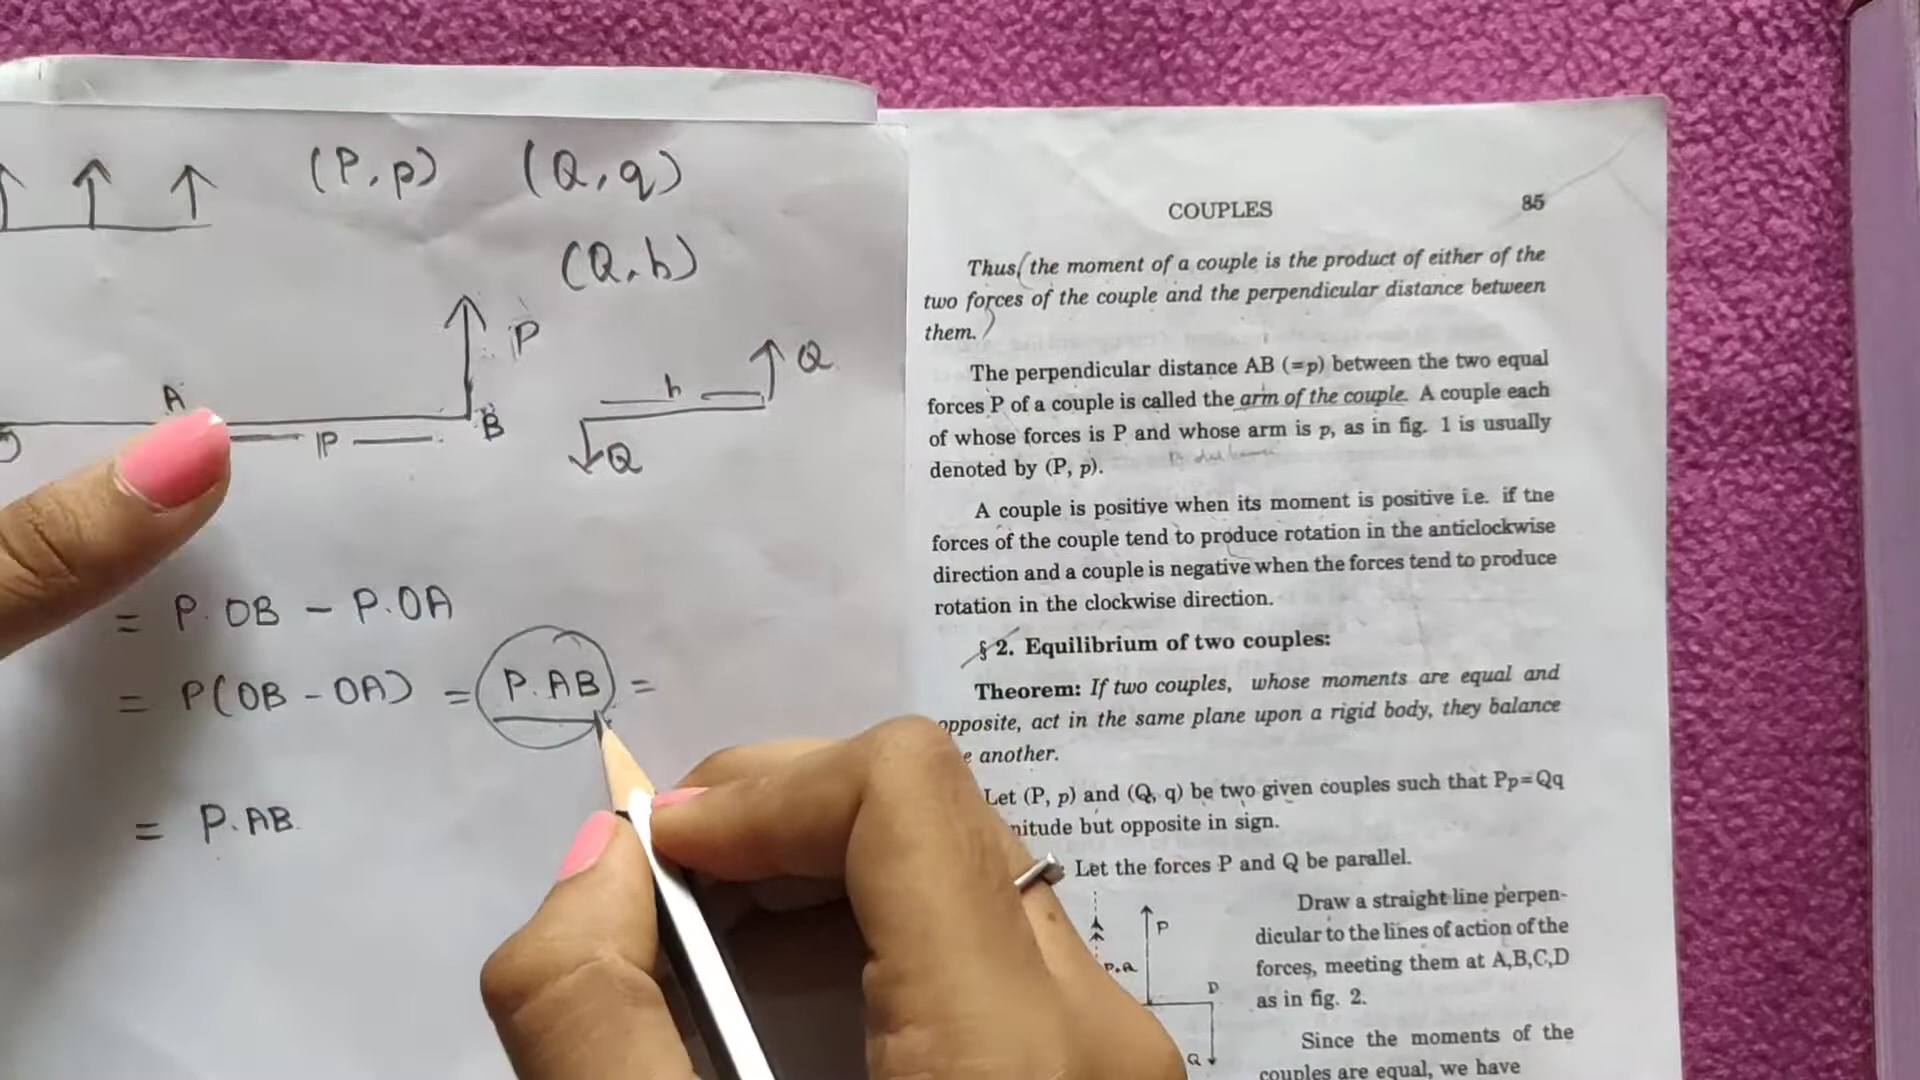 (P, p) (Q, q)
(Q, h)
P
A
B
p
h
Q
Q
= P.OB - P.OA
= P(OB - OA) = P.AB =
= P.AB
COUPLES 85
Thus (the moment of a couple is the product of either of the
two forces of the couple and the perpendicular distance between
them.)
The perpendicular distance AB (=p) between the two equal
forces P of a couple is called the arm of the couple. A couple each
of whose forces is P and whose arm is p, as in fig. 1 is usually
denoted by (P, p).
A couple is positive when its moment is positive i.e. if the
forces of the couple tend to produce rotation in the anticlockwise
direction and a couple is negative when the forces tend to produce
rotation in the clockwise direction.
§ 2. Equilibrium of two couples:
Theorem: If two couples, whose moments are equal and
opposite, act in the same plane upon a rigid body, they balance
another.
Let (P, p) and (Q, q) be two given couples such that Pp=Qq
but opposite in sign.
Let the forces P and Q be parallel.
P
D
Q
Draw a straight line perpen-
dicular to the lines of action of the
forces, meeting them at A,B,C,D
as in fig. 2.
Since the moments of the
couples are equal, we have